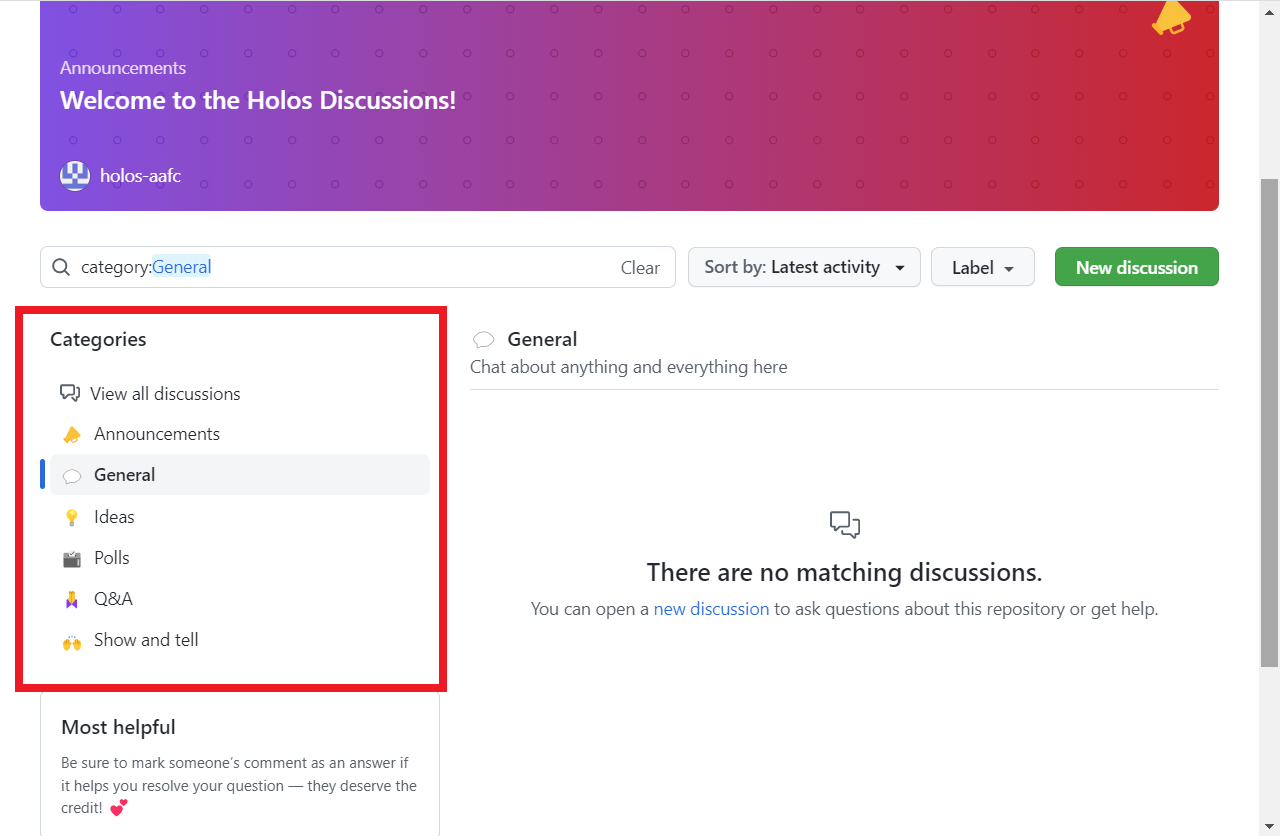 Announcements
Welcome to the Holos Discussions!
holos-aafc
category:General
Clear
Sort by: Latest activity
Label
New discussion
Categories
View all discussions
Announcements
General
Ideas
Polls
Q&A
Show and tell
General
Chat about anything and everything here
There are no matching discussions.
You can open a new discussion to ask questions about this repository or get help.
Most helpful
Be sure to mark someone’s comment as an answer if
it helps you resolve your question — they deserve the
credit! 💕